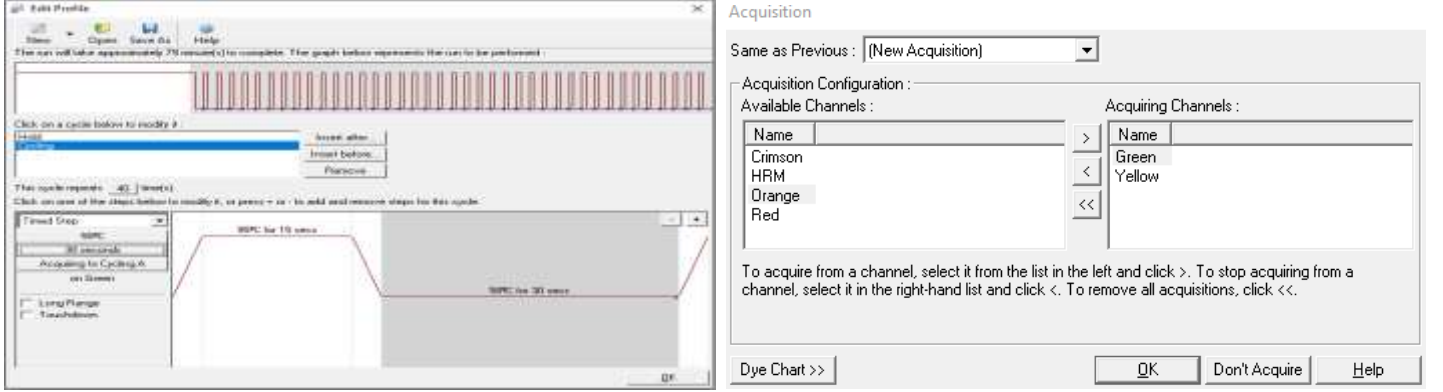 Edit Profile
New Open Save As Help
The run will take approximately 79 minute(s) to complete. The graph below represents the run to be performed :
Click on a cycle below to modify it :
Hold
Cycling
Insert after...
Insert before...
Remove
This cycle repeats 40 time(s).
Click on one of the steps below to modify it, or press + or - to add and remove steps for this cycle.
Timed Step
30 seconds
Acquiring to Cycling A
on Green
Long Range
Touchdown
for 15 secs
for 30 secs
OK
Acquisition
Same as Previous : (New Acquisition)
Acquisition Configuration :
Available Channels :
Name
Crimson
HRM
Orange
Red
>
<
<<
Acquiring Channels :
Name
Green
Yellow
To acquire from a channel, select it from the list in the left and click >. To stop acquiring from a
channel, select it in the right-hand list and click <. To remove all acquisitions, click <<.
Dye Chart >>
OK
Don't Acquire
Help